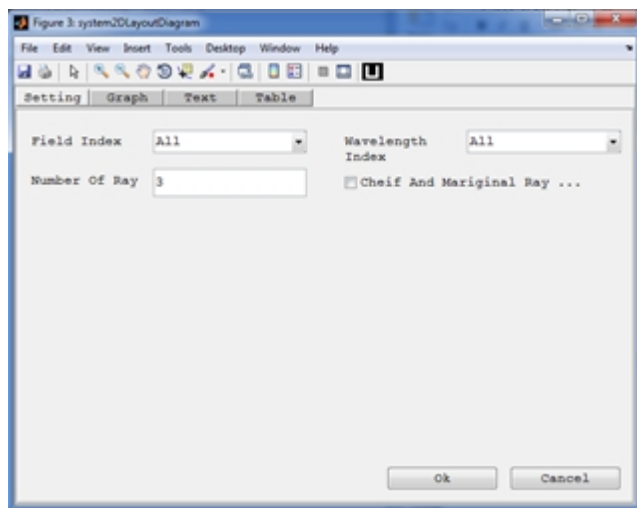 Figure 3: system2DLayoutDiagram
File Edit View Insert Tools Desktop Window Help
Setting Graph Text Table
Field Index All Wavelength Index All
Number Of Ray 3 Cheif And Mariginal Ray ...
Ok Cancel